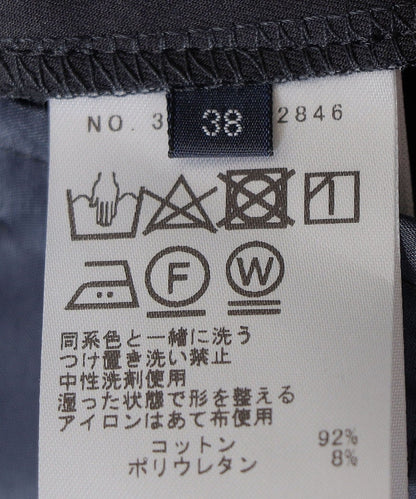 NO. 3 2846
38
F W
同系色と一緒に洗う
つけ置き洗い禁止
中性洗剤使用
湿った状態で形を整える
アイロンはあて布使用
コットン 92%
ポリウレタン 8%